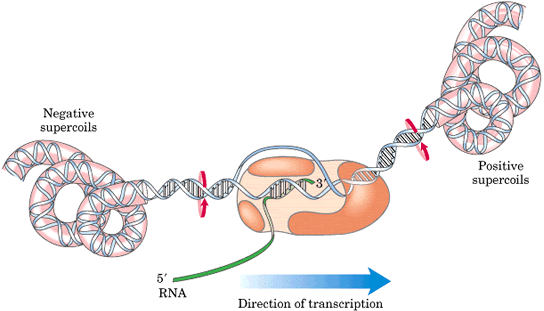 Negative
supercoils
Positive
supercoils
3′
5′
RNA
Direction of transcription